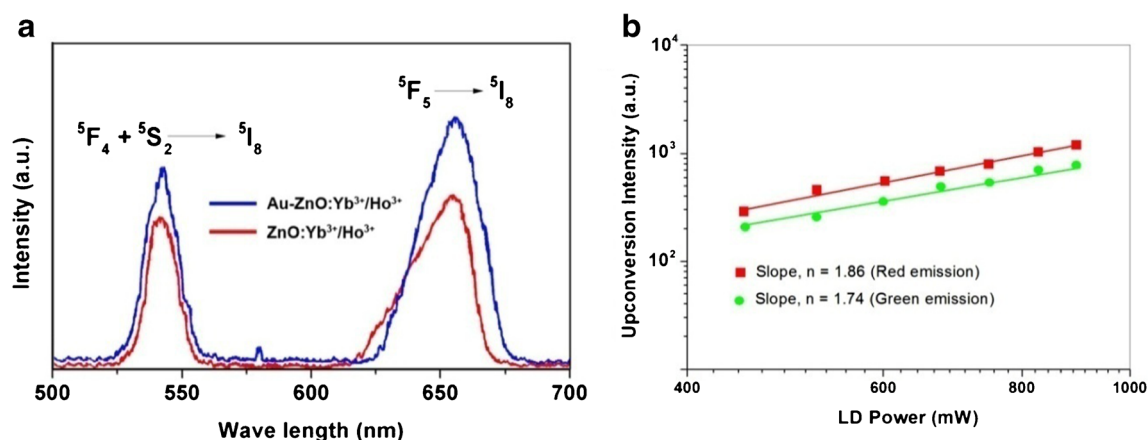 a
Intensity (a.u.)
⁵F₄ + ⁵S₂ → ⁵I₈
⁵F₅ → ⁵I₈
Au-ZnO:Yb³⁺/Ho³⁺
ZnO:Yb³⁺/Ho³⁺
500 550 600 650 700
Wave length (nm)
b
Upconversion Intensity (a.u.)
10⁴
10³
10²
Slope, n = 1.86 (Red emission)
Slope, n = 1.74 (Green emission)
400 600 800 1000
LD Power (mW)